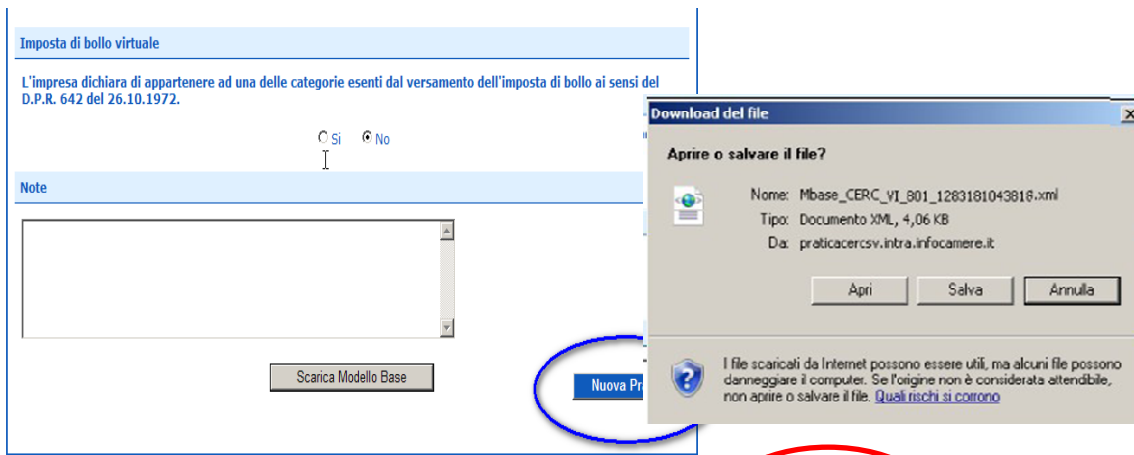 Imposta di bollo virtuale
L'impresa dichiara di appartenere ad una delle categorie esenti dal versamento dell'imposta di bollo ai sensi del
D.P.R. 642 del 26.10.1972.
Si No
Note
Scarica Modello Base
Nuova Pr
Download del file
Aprire o salvare il file?
Nome: Mbase_CERC_VI_801_1283181043818.xml
Tipo: Documento XML, 4,06 KB
Da: praticacercsv.intra.infocamere.it
Apri Salva Annulla
I file scaricati da Internet possono essere utili, ma alcuni file possono
danneggiare il computer. Se l'origine non è considerata attendibile,
non aprire o salvare il file. Quali rischi si corrono